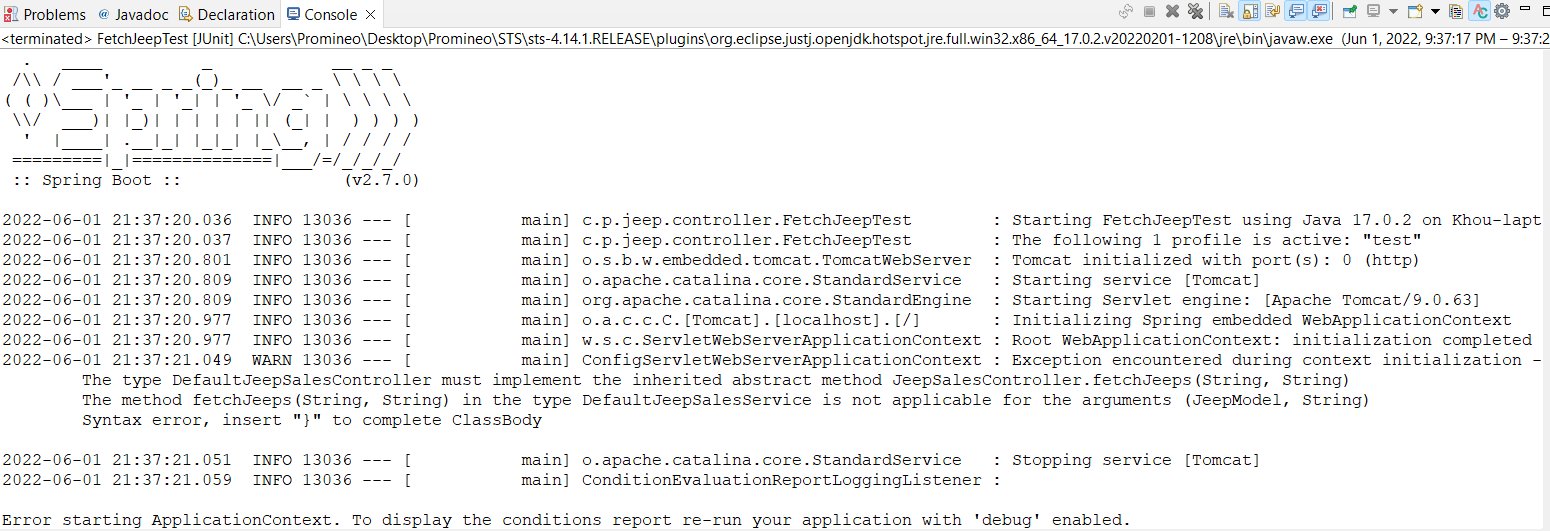 Problems @ Javadoc Declaration Console
<terminated> FetchJeepTest [JUnit] C:\Users\Promineo\Desktop\Promineo\STS\sts-4.14.1.RELEASE\plugins\org.eclipse.justj.openjdk.hotspot.jre.full.win32.x86_64_17.0.2.v20220201-1208\jre\bin\javaw.exe (Jun 1, 2022, 9:37:17 PM – 9:37:2
  .   ____          _            __ _ _
 /\\ / ___'_ __ _ _(_)_ __  __ _ \ \ \ \
( ( )\___ | '_ | '_| | '_ \/ _` | \ \ \ \
 \\/  ___)| |_)| | | | | || (_| |  ) ) ) )
  '  |____| .__|_| |_|_| |_\__, | / / / /
 =========|_|==============|___/=/_/_/_/
 :: Spring Boot ::                (v2.7.0)
2022-06-01 21:37:20.036  INFO 13036 --- [           main] c.p.jeep.controller.FetchJeepTest        : Starting FetchJeepTest using Java 17.0.2 on Khou-lapt
2022-06-01 21:37:20.037  INFO 13036 --- [           main] c.p.jeep.controller.FetchJeepTest        : The following 1 profile is active: "test"
2022-06-01 21:37:20.801  INFO 13036 --- [           main] o.s.b.w.embedded.tomcat.TomcatWebServer  : Tomcat initialized with port(s): 0 (http)
2022-06-01 21:37:20.809  INFO 13036 --- [           main] o.apache.catalina.core.StandardService   : Starting service [Tomcat]
2022-06-01 21:37:20.809  INFO 13036 --- [           main] org.apache.catalina.core.StandardEngine  : Starting Servlet engine: [Apache Tomcat/9.0.63]
2022-06-01 21:37:20.977  INFO 13036 --- [           main] o.a.c.c.C.[Tomcat].[localhost].[/]       : Initializing Spring embedded WebApplicationContext
2022-06-01 21:37:20.977  INFO 13036 --- [           main] w.s.c.ServletWebServerApplicationContext : Root WebApplicationContext: initialization completed
2022-06-01 21:37:21.049  WARN 13036 --- [           main] ConfigServletWebServerApplicationContext : Exception encountered during context initialization -
        The type DefaultJeepSalesController must implement the inherited abstract method JeepSalesController.fetchJeeps(String, String)
        The method fetchJeeps(String, String) in the type DefaultJeepSalesService is not applicable for the arguments (JeepModel, String)
        Syntax error, insert "}" to complete ClassBody
2022-06-01 21:37:21.051  INFO 13036 --- [           main] o.apache.catalina.core.StandardService   : Stopping service [Tomcat]
2022-06-01 21:37:21.059  INFO 13036 --- [           main] ConditionEvaluationReportLoggingListener :
Error starting ApplicationContext. To display the conditions report re-run your application with 'debug' enabled.